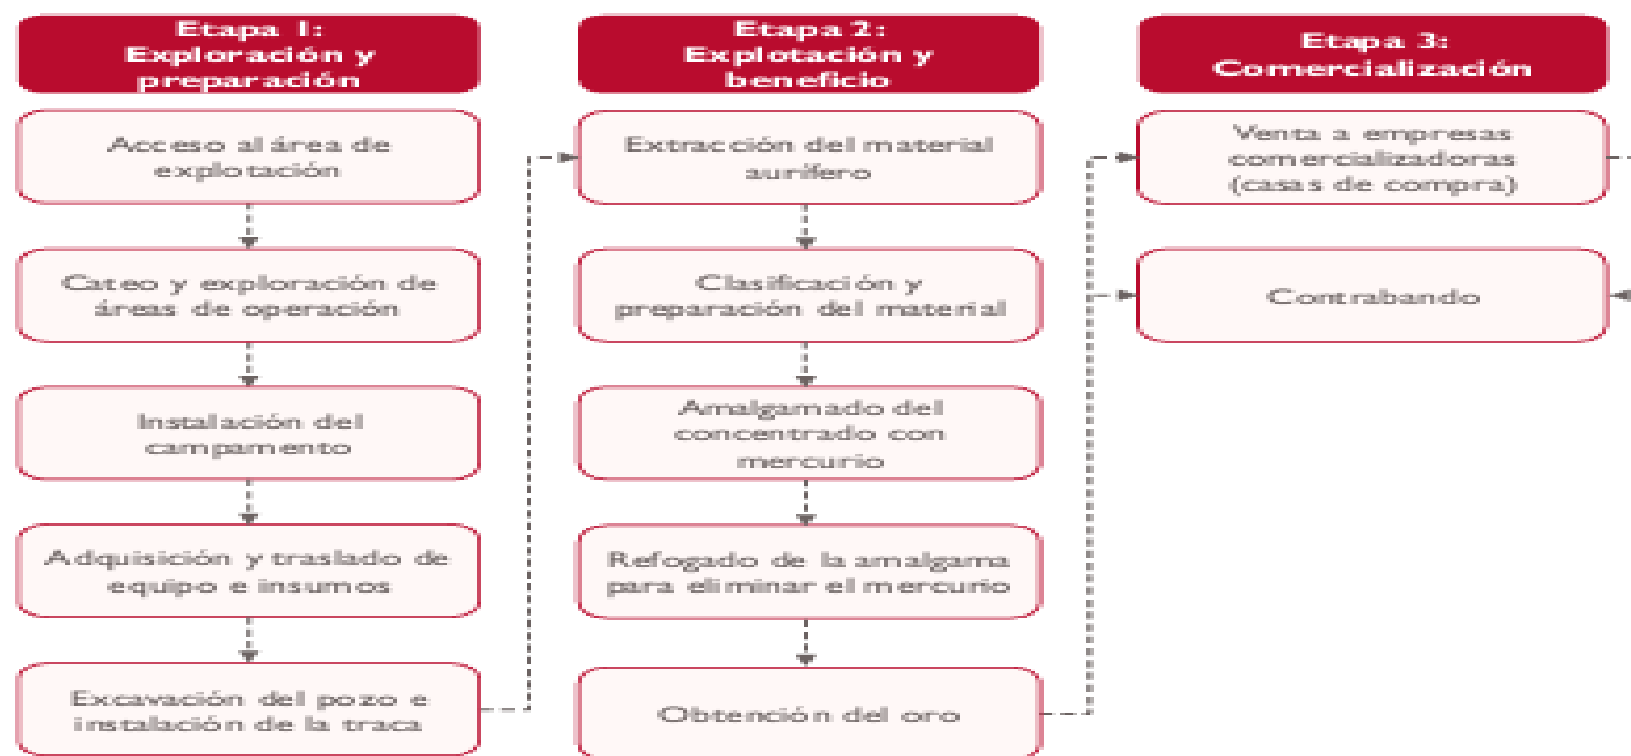 Etapa 1:
Exploración y
preparación
Acceso al área de
explotación
Cateo y exploración de
áreas de operación
Instalación del
campamento
Adquisición y traslado de
equipo e insumos
Excavación del pozo e
instalación de la traca
Etapa 2:
Explotación y
beneficio
Extracción del material
aurífero
Clasificación y
preparación del material
Amalgamado del
concentrado con
mercurio
Refogado de la amalgama
para eliminar el mercurio
Obtención del oro
Etapa 3:
Comercialización
Venta a empresas
comercializadoras
(casas de compra)
Contrabando